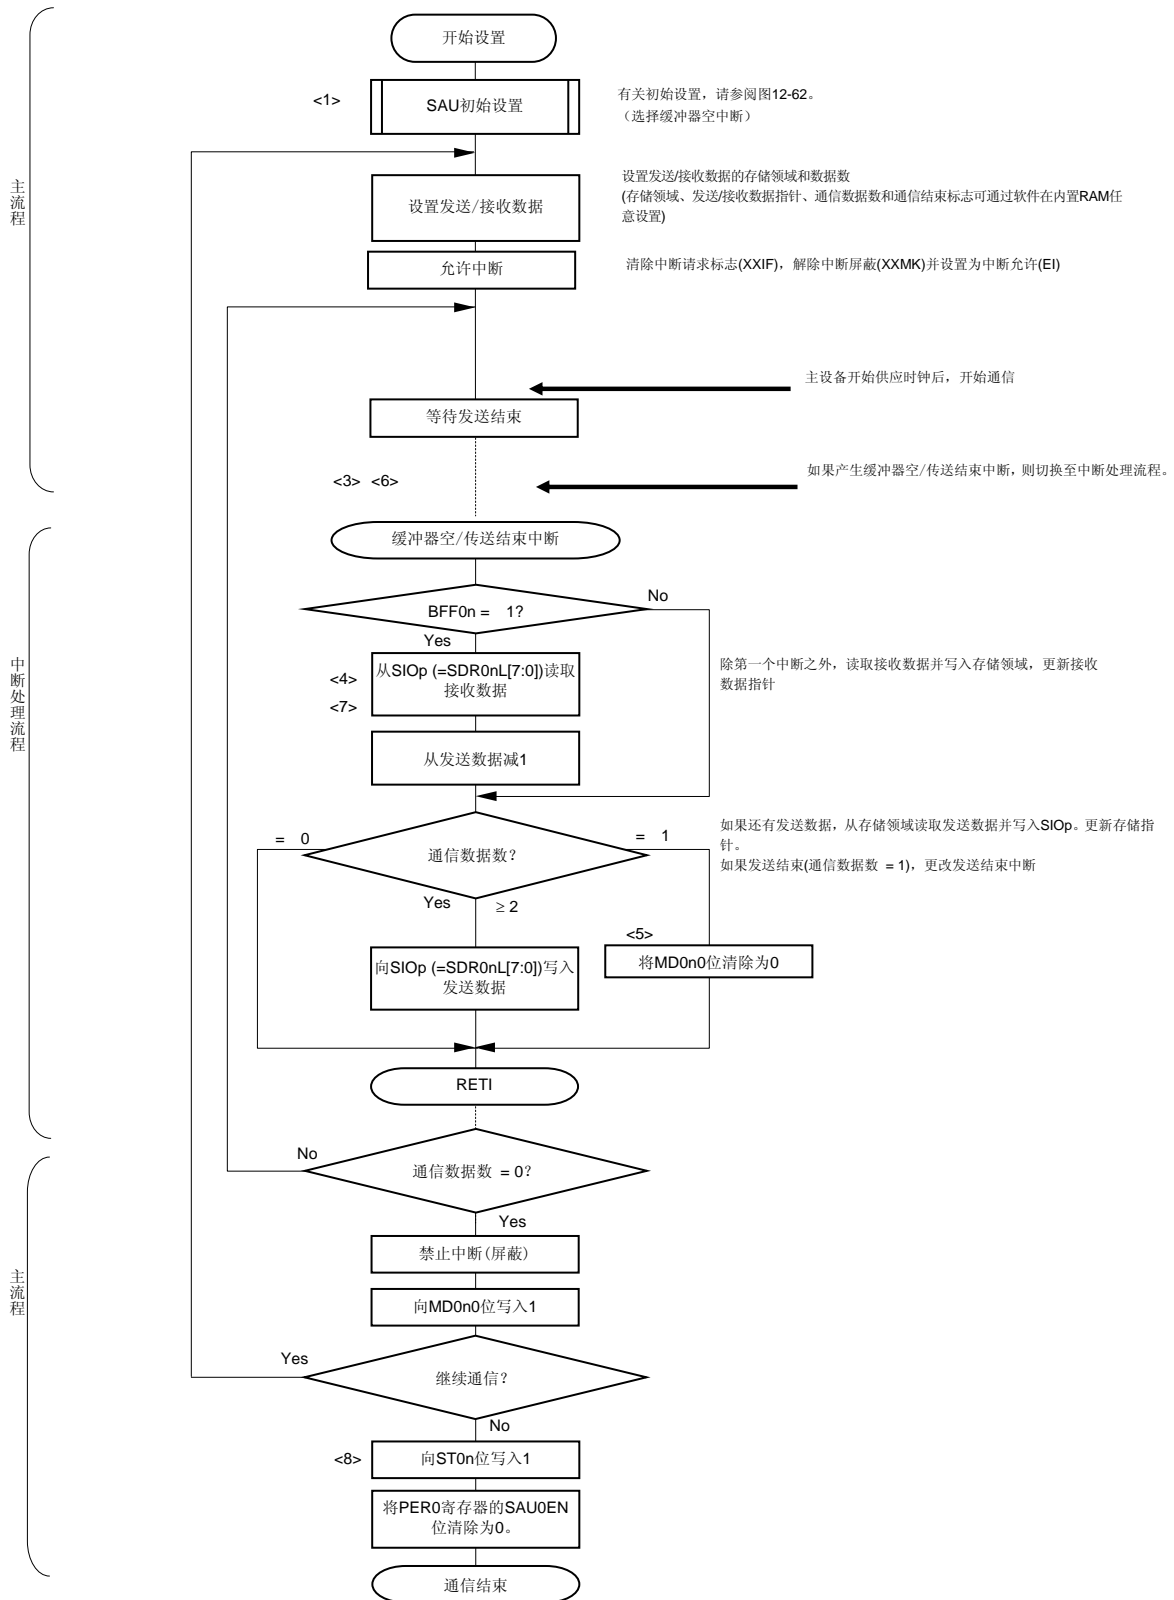 开始设置
<1>
SAU初始设置
有关初始设置，请参阅图12-62。
（选择缓冲器空中断）
主流程
设置发送/接收数据
设置发送/接收数据的存储领域和数据数
(存储领域、发送/接收数据指针、通信数据数和通信结束标志可通过软件在内置RAM任
意设置)
允许中断
清除中断请求标志(XXIF)，解除中断屏蔽(XXMK)并设置为中断允许(EI)
主设备开始供应时钟后，开始通信
等待发送结束
<3> <6>
如果产生缓冲器空/传送结束中断，则切换至中断处理流程。
缓冲器空/传送结束中断
中断处理流程
BFF0n = 1?
No
Yes
<4>
<7>
从SIOp (=SDR0nL[7:0])读取
接收数据
除第一个中断之外，读取接收数据并写入存储领域，更新接收
数据指针
从发送数据减1
= 0
通信数据数？
= 1
如果还有发送数据，从存储领域读取发送数据并写入SIOp。更新存储指
针。
如果发送结束(通信数据数 = 1)，更改发送结束中断
Yes
≥ 2
<5>
向SIOp (=SDR0nL[7:0])写入
发送数据
将MD0n0位清除为0
RETI
主流程
No
通信数据数 = 0?
Yes
禁止中断(屏蔽)
向MD0n0位写入1
Yes
继续通信？
No
<8>
向ST0n位写入1
将PER0寄存器的SAU0EN
位清除为0。
通信结束